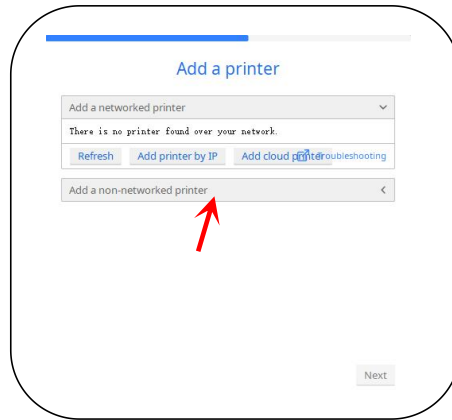 Add a printer
Add a networked printer
There is no printer found over your network.
Refresh Add printer by IP Add cloud printer Troubleshooting
Add a non-networked printer
Next